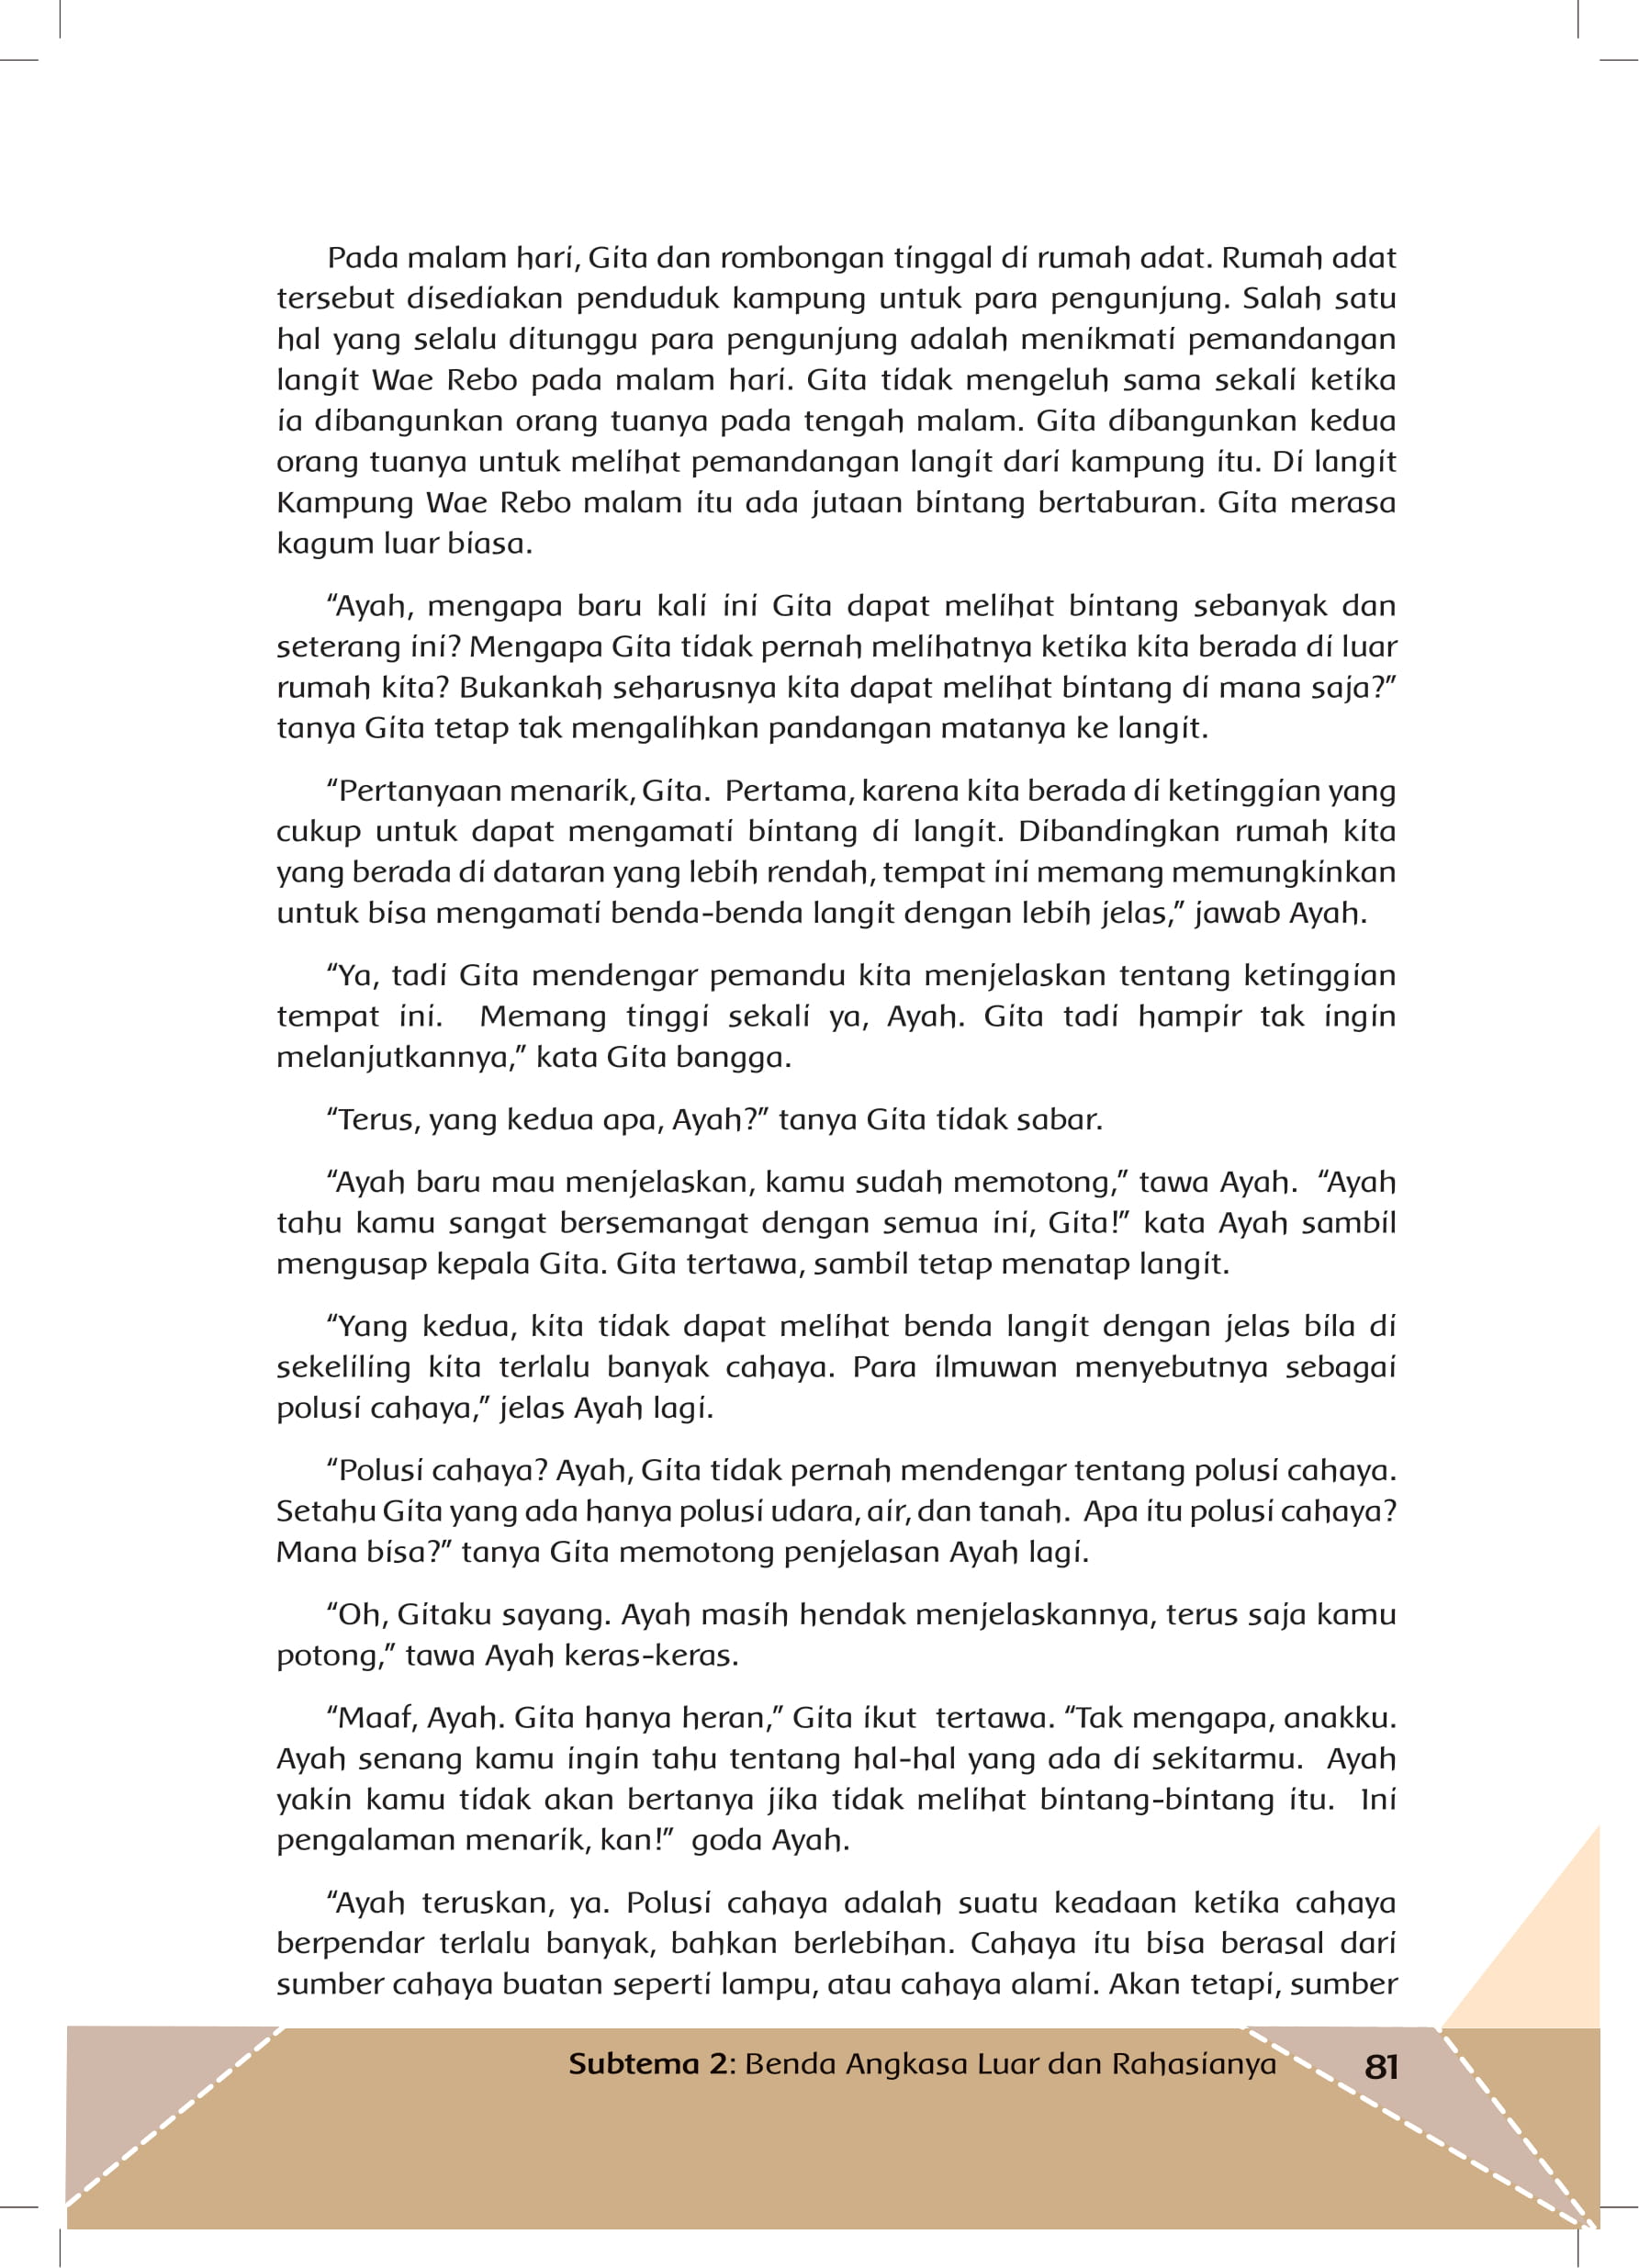 Pada malam hari, Gita dan rombongan tinggal di rumah adat. Rumah adat
tersebut disediakan penduduk kampung untuk para pengunjung. Salah satu
hal yang selalu ditunggu para pengunjung adalah menikmati pemandangan
langit Wae Rebo pada malam hari. Gita tidak mengeluh sama sekali ketika
ia dibangunkan orang tuanya pada tengah malam. Gita dibangunkan kedua
orang tuanya untuk melihat pemandangan langit dari kampung itu. Di langit
Kampung Wae Rebo malam itu ada jutaan bintang bertaburan. Gita merasa
kagum luar biasa.
“Ayah, mengapa baru kali ini Gita dapat melihat bintang sebanyak dan
seterang ini? Mengapa Gita tidak pernah melihatnya ketika kita berada di luar
rumah kita? Bukankah seharusnya kita dapat melihat bintang di mana saja?”
tanya Gita tetap tak mengalihkan pandangan matanya ke langit.
“Pertanyaan menarik, Gita.  Pertama, karena kita berada di ketinggian yang
cukup untuk dapat mengamati bintang di langit. Dibandingkan rumah kita
yang berada di dataran yang lebih rendah, tempat ini memang memungkinkan
untuk bisa mengamati benda-benda langit dengan lebih jelas,” jawab Ayah.
“Ya, tadi Gita mendengar pemandu kita menjelaskan tentang ketinggian
tempat ini.  Memang tinggi sekali ya, Ayah. Gita tadi hampir tak ingin
melanjutkannya,” kata Gita bangga.
“Terus, yang kedua apa, Ayah?” tanya Gita tidak sabar.
“Ayah baru mau menjelaskan, kamu sudah memotong,” tawa Ayah.  “Ayah
tahu kamu sangat bersemangat dengan semua ini, Gita!” kata Ayah sambil
mengusap kepala Gita. Gita tertawa, sambil tetap menatap langit.
“Yang kedua, kita tidak dapat melihat benda langit dengan jelas bila di
sekeliling kita terlalu banyak cahaya. Para ilmuwan menyebutnya sebagai
polusi cahaya,” jelas Ayah lagi.
“Polusi cahaya? Ayah, Gita tidak pernah mendengar tentang polusi cahaya.
Setahu Gita yang ada hanya polusi udara, air, dan tanah.  Apa itu polusi cahaya?
Mana bisa?” tanya Gita memotong penjelasan Ayah lagi.
“Oh, Gitaku sayang. Ayah masih hendak menjelaskannya, terus saja kamu
potong,” tawa Ayah keras-keras.
“Maaf, Ayah. Gita hanya heran,” Gita ikut  tertawa. “Tak mengapa, anakku.
Ayah senang kamu ingin tahu tentang hal-hal yang ada di sekitarmu.  Ayah
yakin kamu tidak akan bertanya jika tidak melihat bintang-bintang itu.  Ini
pengalaman menarik, kan!”  goda Ayah.
“Ayah teruskan, ya. Polusi cahaya adalah suatu keadaan ketika cahaya
berpendar terlalu banyak, bahkan berlebihan. Cahaya itu bisa berasal dari
sumber cahaya buatan seperti lampu, atau cahaya alami. Akan tetapi, sumber
Subtema 2: Benda Angkasa Luar dan Rahasianya 81